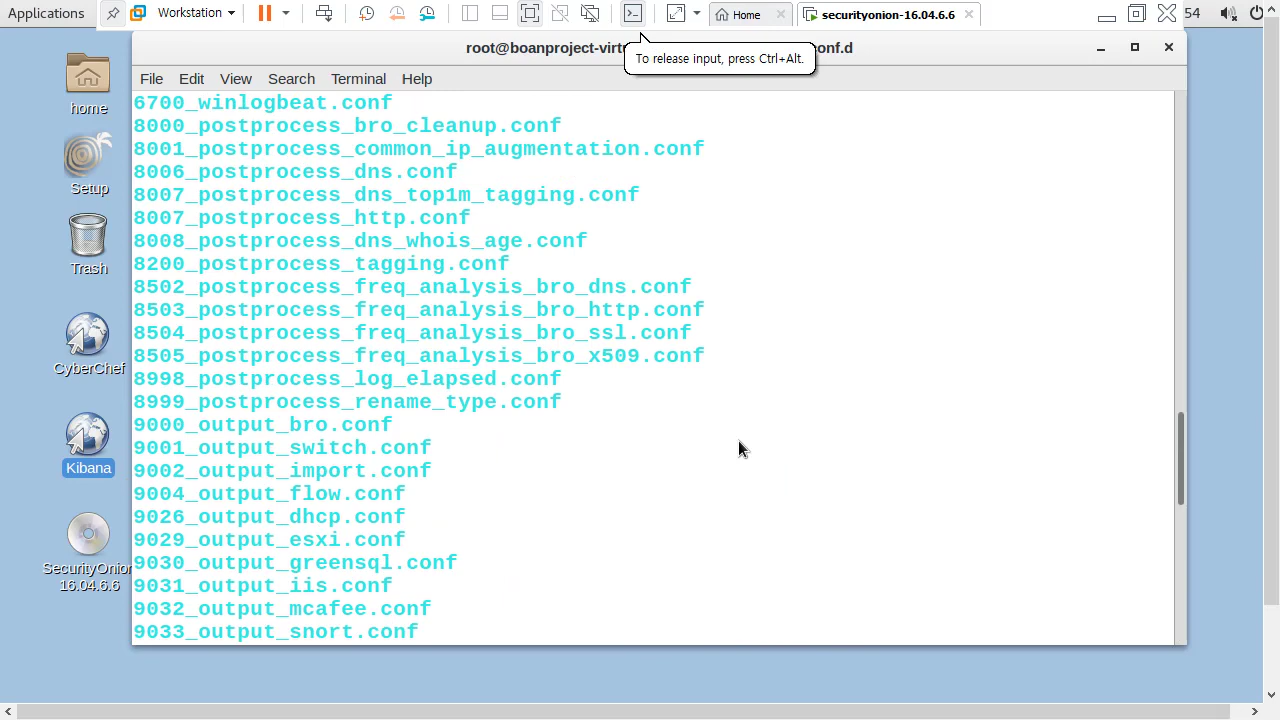 Applications
Workstation
Home
securityonion-16.04.6.6
54
To release input, press Ctrl+Alt.
root@boanproject-virt
onf.d
File Edit View Search Terminal Help
home
Setup
Trash
CyberChef
Kibana
SecurityOnion
16.04.6.6
6700_winlogbeat.conf
8000_postprocess_bro_cleanup.conf
8001_postprocess_common_ip_augmentation.conf
8006_postprocess_dns.conf
8007_postprocess_dns_top1m_tagging.conf
8007_postprocess_http.conf
8008_postprocess_dns_whois_age.conf
8200_postprocess_tagging.conf
8502_postprocess_freq_analysis_bro_dns.conf
8503_postprocess_freq_analysis_bro_http.conf
8504_postprocess_freq_analysis_bro_ssl.conf
8505_postprocess_freq_analysis_bro_x509.conf
8998_postprocess_log_elapsed.conf
8999_postprocess_rename_type.conf
9000_output_bro.conf
9001_output_switch.conf
9002_output_import.conf
9004_output_flow.conf
9026_output_dhcp.conf
9029_output_esxi.conf
9030_output_greensql.conf
9031_output_iis.conf
9032_output_mcafee.conf
9033_output_snort.conf